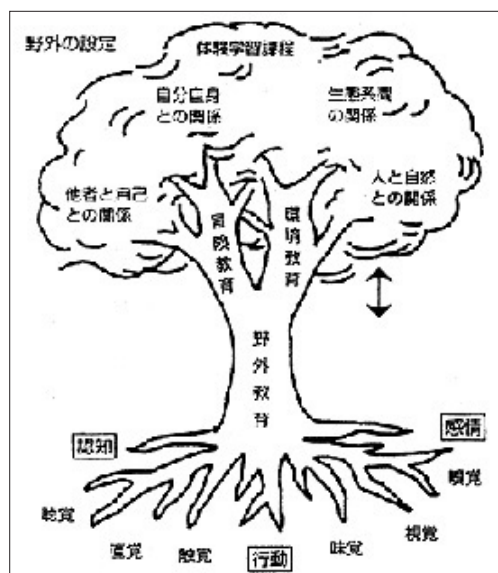 野外の設定
体験学習課程
自分自身
との関係
生態系間
の関係
他者と自己
との関係
人と自然
との関係
冒険教育
環境教育
野外教育
認知
感情
聴覚
直覚
触覚
行動
味覚
視覚
嗅覚